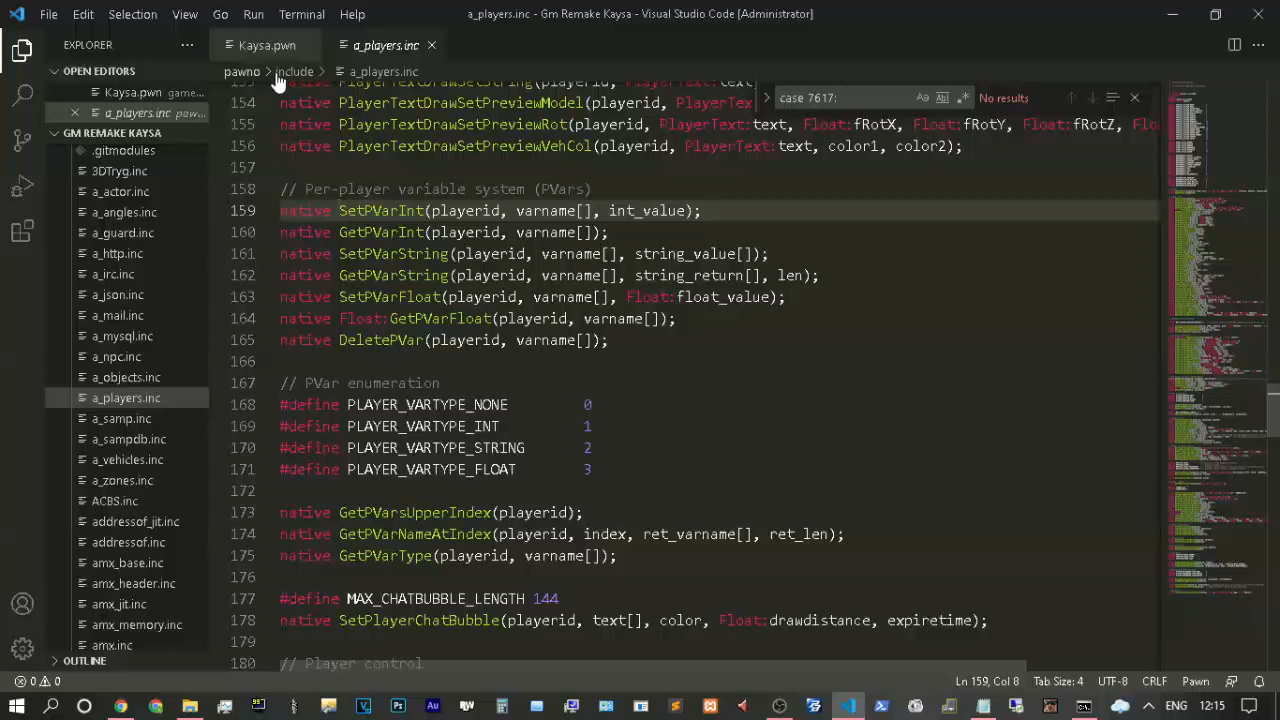 File Edit Selection View Go Run Terminal Help
a_players.inc - Gm Remake Kaysa - Visual Studio Code [Administrator]
EXPLORER
OPEN EDITORS
Kaysa.pwn game...
a_players.inc paw...
GM REMAKE KAYSA
.gitmodules
3DTryg.inc
a_actor.inc
a_angles.inc
a_guard.inc
a_http.inc
a_irc.inc
a_json.inc
a_mail.inc
a_mysql.inc
a_npc.inc
a_objects.inc
a_players.inc
a_samp.inc
a_sampdb.inc
a_vehicles.inc
a_zones.inc
ACBS.inc
addressof_jit.inc
addressof.inc
amx_base.inc
amx_header.inc
amx_jit.inc
amx_memory.inc
amx.inc
OUTLINE
Kaysa.pwn a_players.inc
pawno > include > a_players.inc
case 7617: Aa No results
native PlayerTextDrawSetString(playerid, PlayerText:text
154 native PlayerTextDrawSetPreviewModel(playerid, PlayerTex
155 native PlayerTextDrawSetPreviewRot(playerid, PlayerText:text, Float:fRotX, Float:fRotY, Float:fRotZ, Flo
156 native PlayerTextDrawSetPreviewVehCol(playerid, PlayerText:text, color1, color2);
157
158 // Per-player variable system (PVars)
159 native SetPVarInt(playerid, varname[], int_value);
160 native GetPVarInt(playerid, varname[]);
161 native SetPVarString(playerid, varname[], string_value[]);
162 native GetPVarString(playerid, varname[], string_return[], len);
163 native SetPVarFloat(playerid, varname[], Float:float_value);
164 native Float:GetPVarFloat(playerid, varname[]);
165 native DeletePVar(playerid, varname[]);
166
167 // PVar enumeration
168 #define PLAYER_VARTYPE_NONE 0
169 #define PLAYER_VARTYPE_INT 1
170 #define PLAYER_VARTYPE_STRING 2
171 #define PLAYER_VARTYPE_FLOAT 3
172
173 native GetPVarsUpperIndex(playerid);
174 native GetPVarNameAtIndex(playerid, index, ret_varname[], ret_len);
175 native GetPVarType(playerid, varname[]);
176
177 #define MAX_CHATBUBBLE_LENGTH 144
178 native SetPlayerChatBubble(playerid, text[], color, Float:drawdistance, expiretime);
179
180 // Player control
0 0 Ln 159, Col 8 Tab Size: 4 UTF-8 CRLF Pawn
ENG 12:15